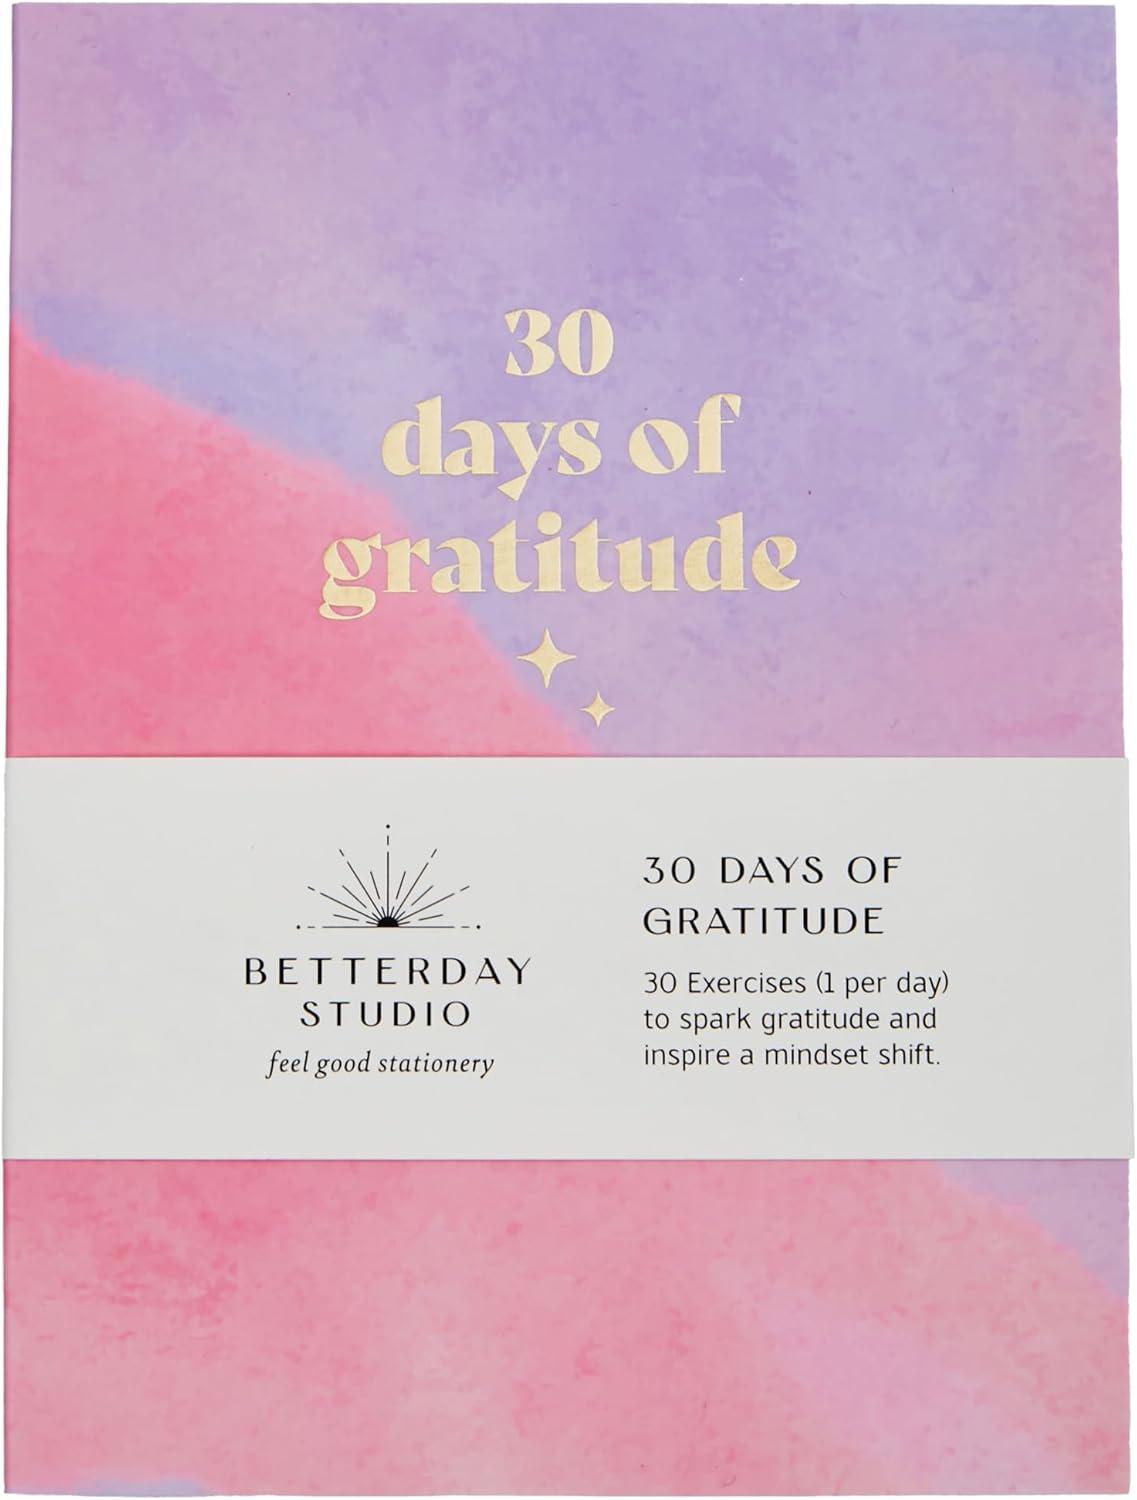 30
days of
gratitude
BETTERDAY
STUDIO
feel good stationery
30 DAYS OF
GRATITUDE
30 Exercises (1 per day)
to spark gratitude and
inspire a mindset shift.